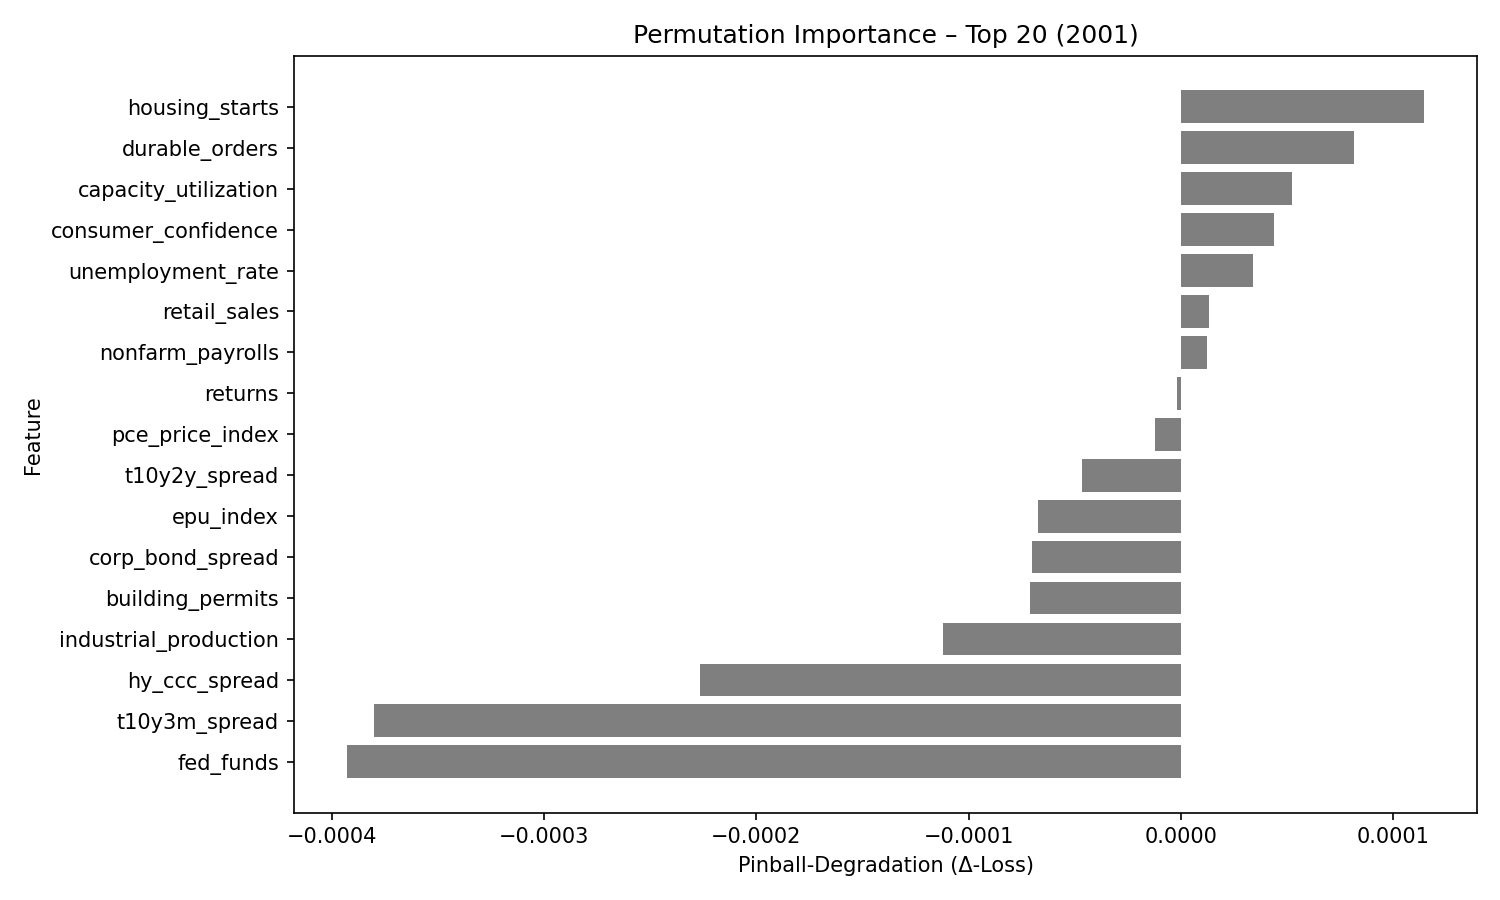 Permutation Importance – Top 20 (2001)
housing_starts
durable_orders
capacity_utilization
consumer_confidence
unemployment_rate
retail_sales
nonfarm_payrolls
returns
pce_price_index
t10y2y_spread
epu_index
corp_bond_spread
building_permits
industrial_production
hy_ccc_spread
t10y3m_spread
fed_funds
Feature
−0.0004 −0.0003 −0.0002 −0.0001 0.0000 0.0001
Pinball-Degradation (Δ-Loss)